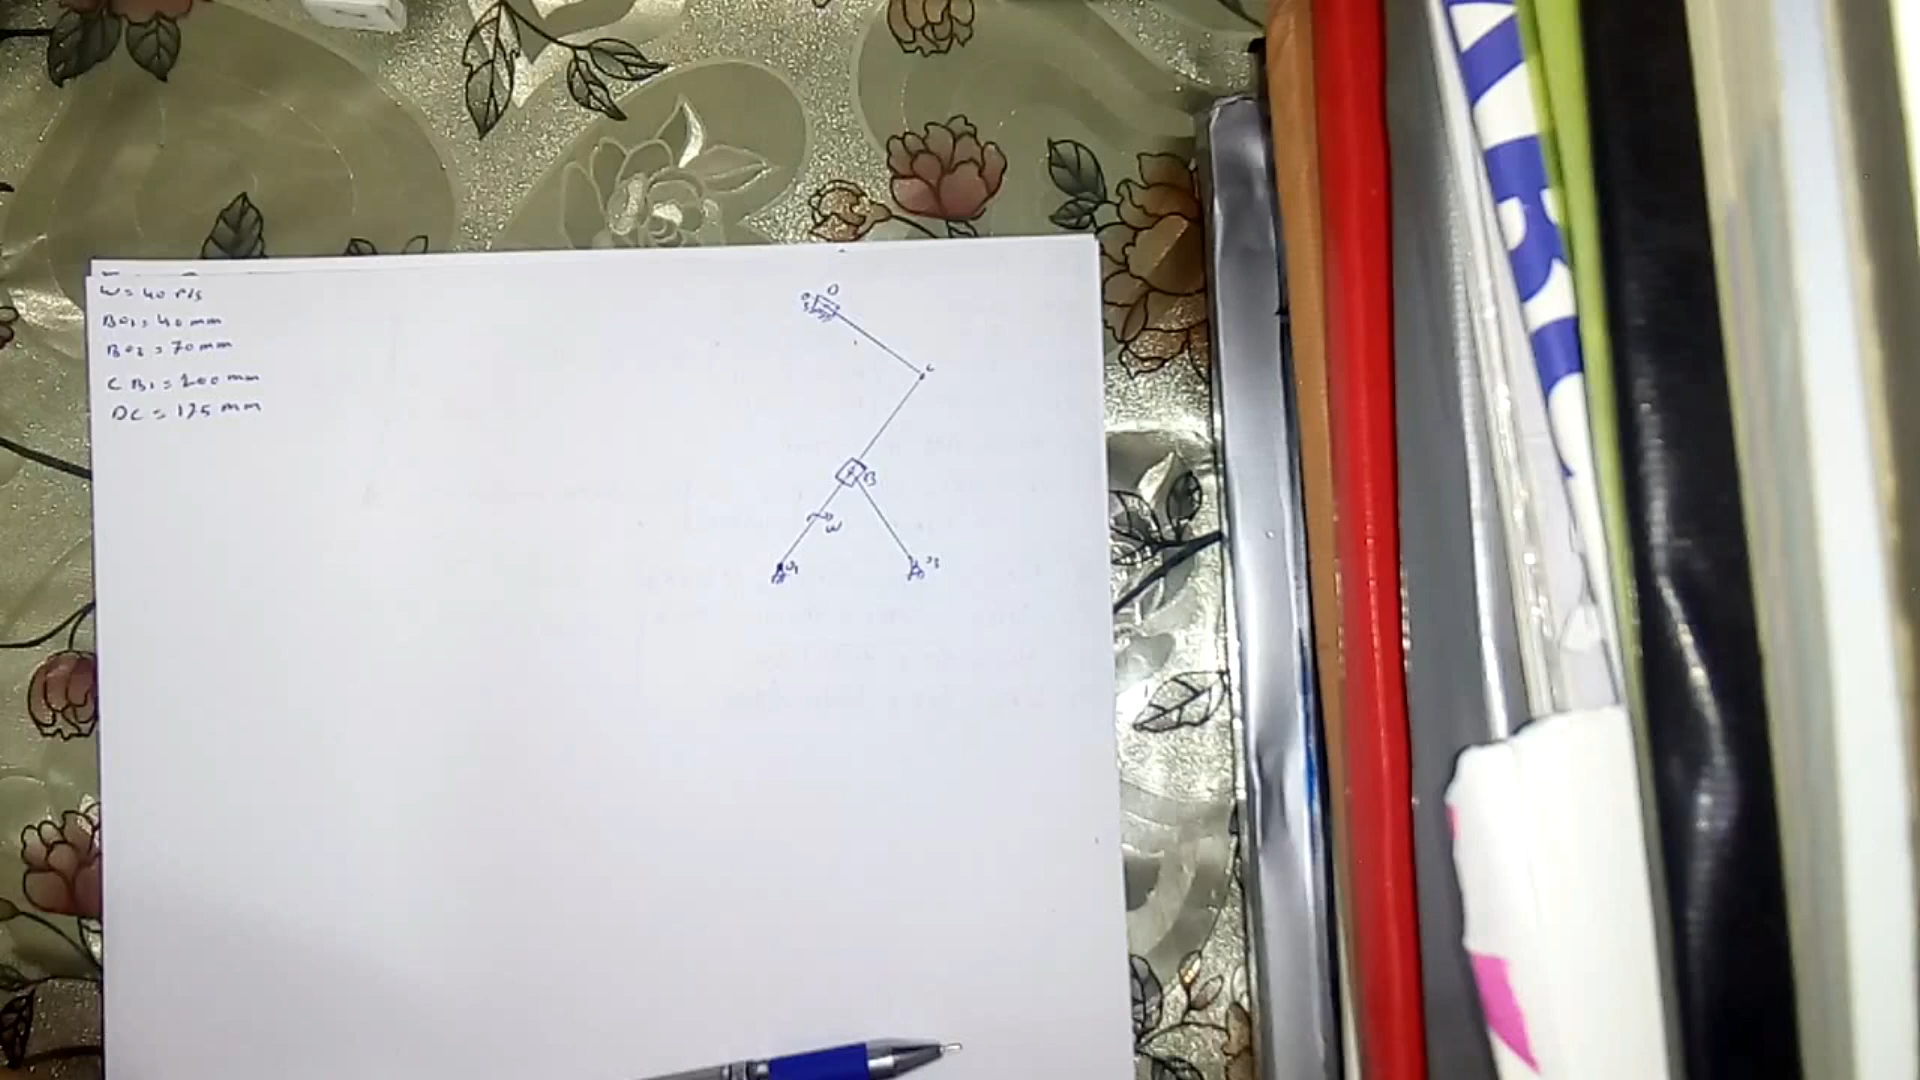 W = 40 r/s
BO1 = 40 mm
BO2 = 70 mm
CB1 = 200 mm
DC = 175 mm
D
C
B
W